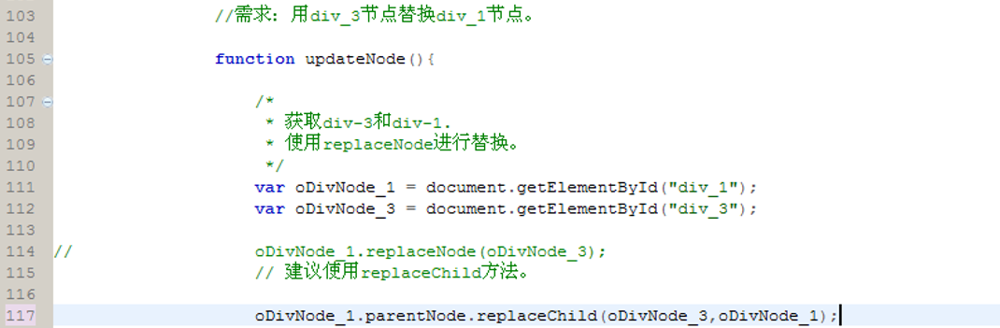 103 //需求：用div_3节点替换div_1节点。
104
105 function updateNode(){
106
107 /*
108 * 获取div-3和div-1.
109 * 使用replaceNode进行替换。
110 */
111 var oDivNode_1 = document.getElementById("div_1");
112 var oDivNode_3 = document.getElementById("div_3");
113
114 // oDivNode_1.replaceNode(oDivNode_3);
115 // 建议使用replaceChild方法。
116
117 oDivNode_1.parentNode.replaceChild(oDivNode_3,oDivNode_1);